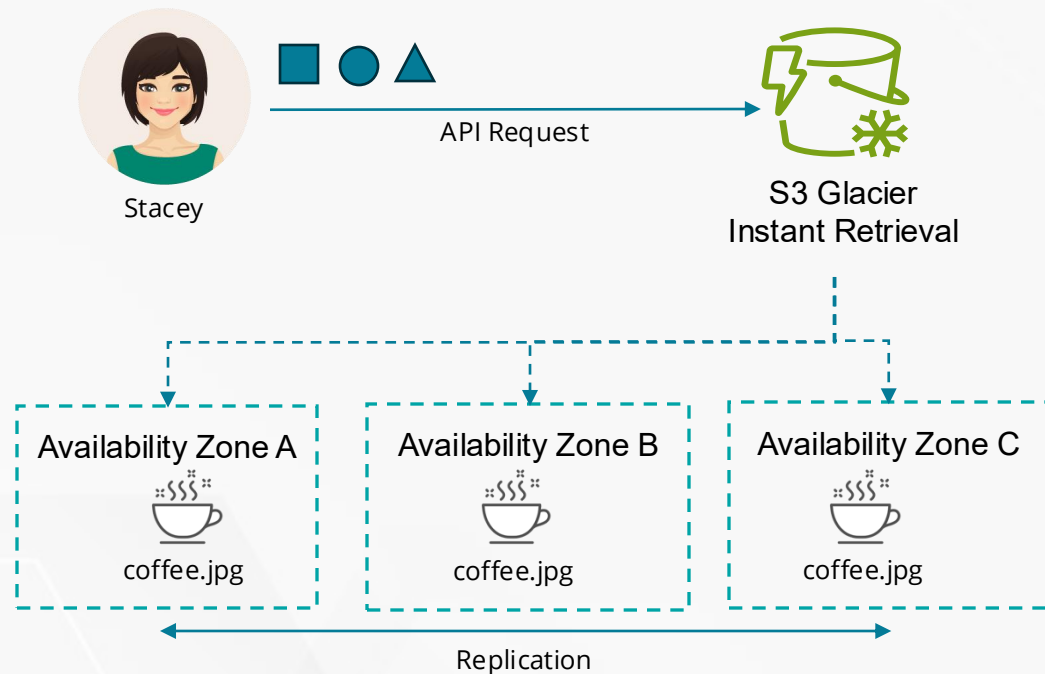 API Request
Stacey
S3 Glacier
Instant Retrieval
Availability Zone A
coffee.jpg
Availability Zone B
coffee.jpg
Availability Zone C
coffee.jpg
Replication